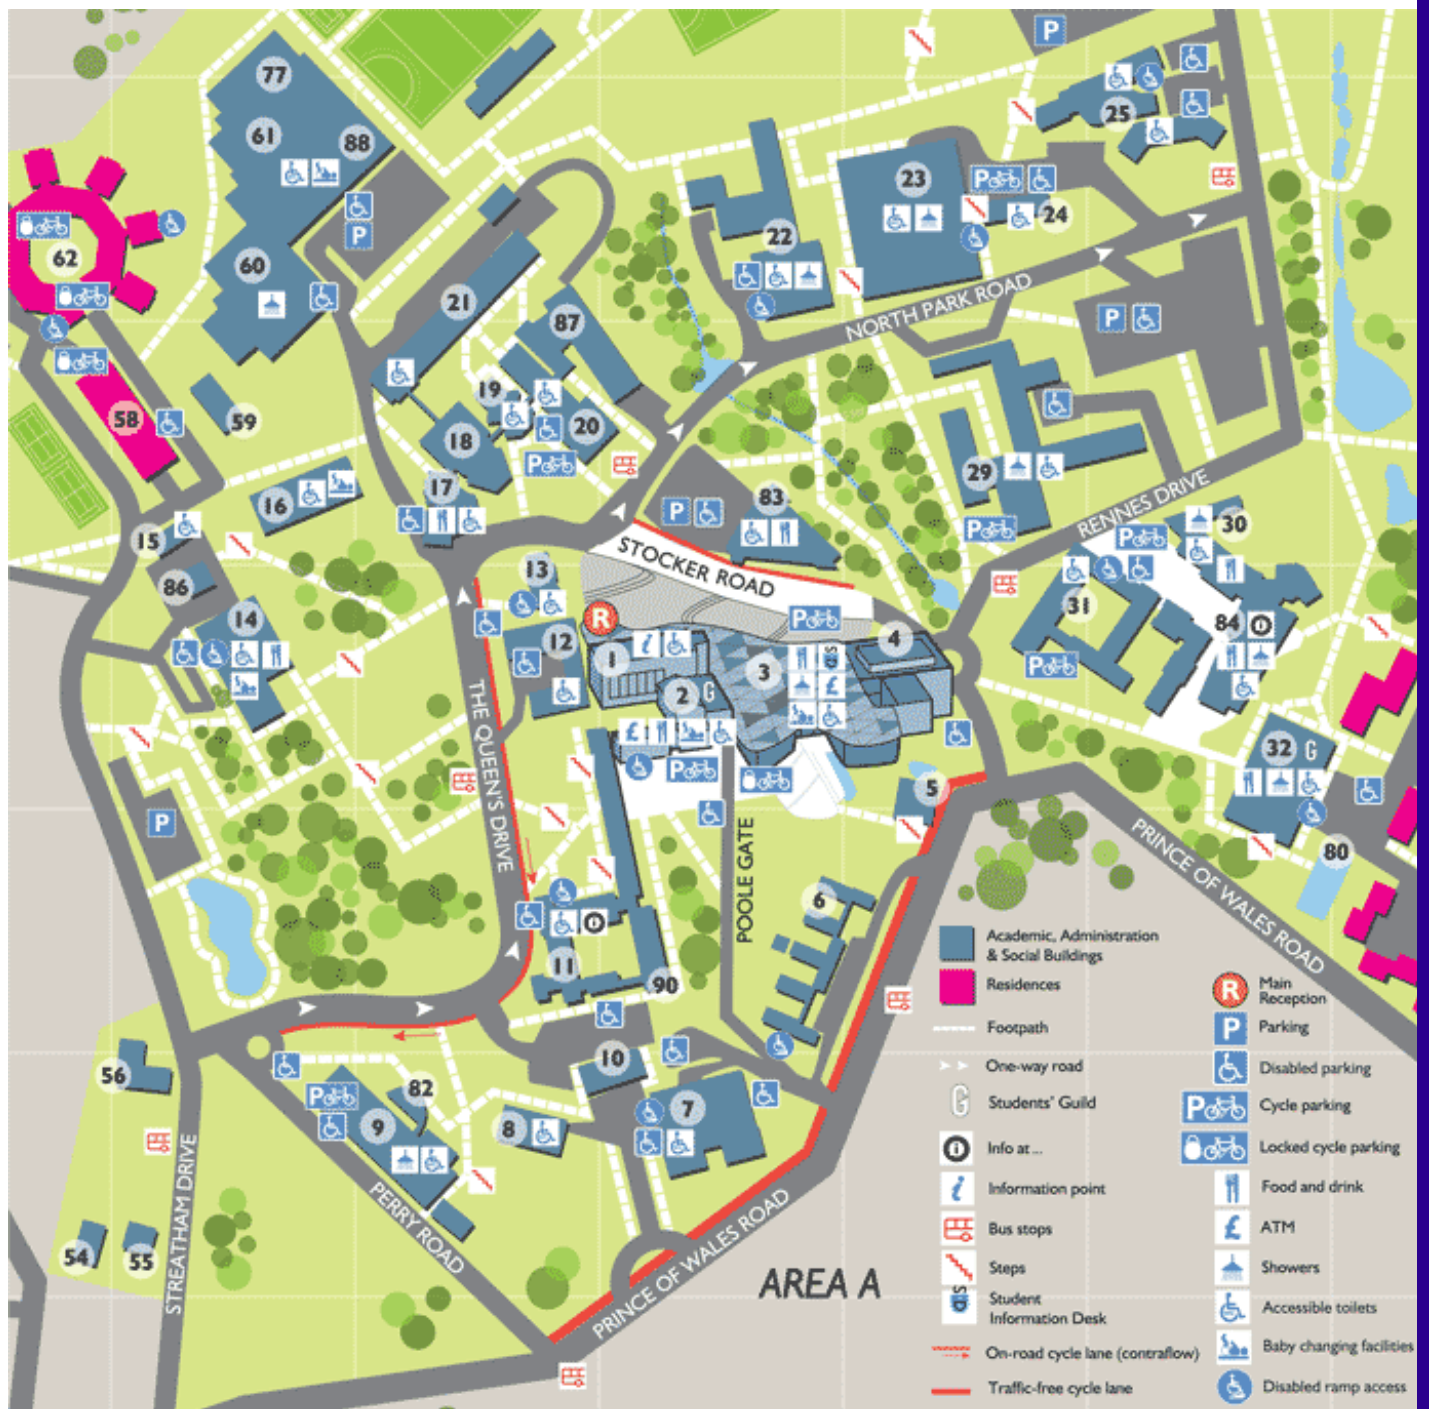 77
61
88
62
60
21
87
59
58
19
18
20
17
16
15
86
14
13
12
22
23
24
25
83
29
30
31
84
32
80
1
2
3
4
5
6
7
8
9
10
11
90
82
56
54
55
P
P
P
P
P
P
P
P
P
P
P
P
P
P
R
G
G
i
i
i
£
£
SID
NORTH PARK ROAD
STOCKER ROAD
RENNES DRIVE
THE QUEEN'S DRIVE
POOLE GATE
PRINCE OF WALES ROAD
STREATHAM DRIVE
PERRY ROAD
PRINCE OF WALES ROAD
AREA A
Academic, Administration
& Social Buildings
Residences
Footpath
One-way road
G Students' Guild
i Info at ...
i Information point
Bus stops
Steps
SID Student
Information Desk
On-road cycle lane (contraflow)
Traffic-free cycle lane
R Main
Reception
P Parking
Disabled parking
P Cycle parking
Locked cycle parking
Food and drink
£ ATM
Showers
Accessible toilets
Baby changing facilities
Disabled ramp access